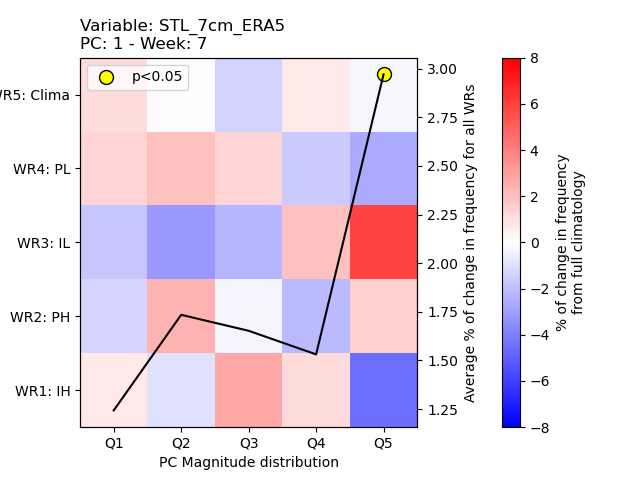 Variable: STL_7cm_ERA5
PC: 1 - Week: 7
p<0.05
WR5: Clima
WR4: PL
WR3: IL
WR2: PH
WR1: IH
Q1 Q2 Q3 Q4 Q5
PC Magnitude distribution
3.00
2.75
2.50
2.25
2.00
1.75
1.50
1.25
Average % of change in frequency for all WRs
8
6
4
2
0
−2
−4
−6
−8
% of change in frequency
from full climatology